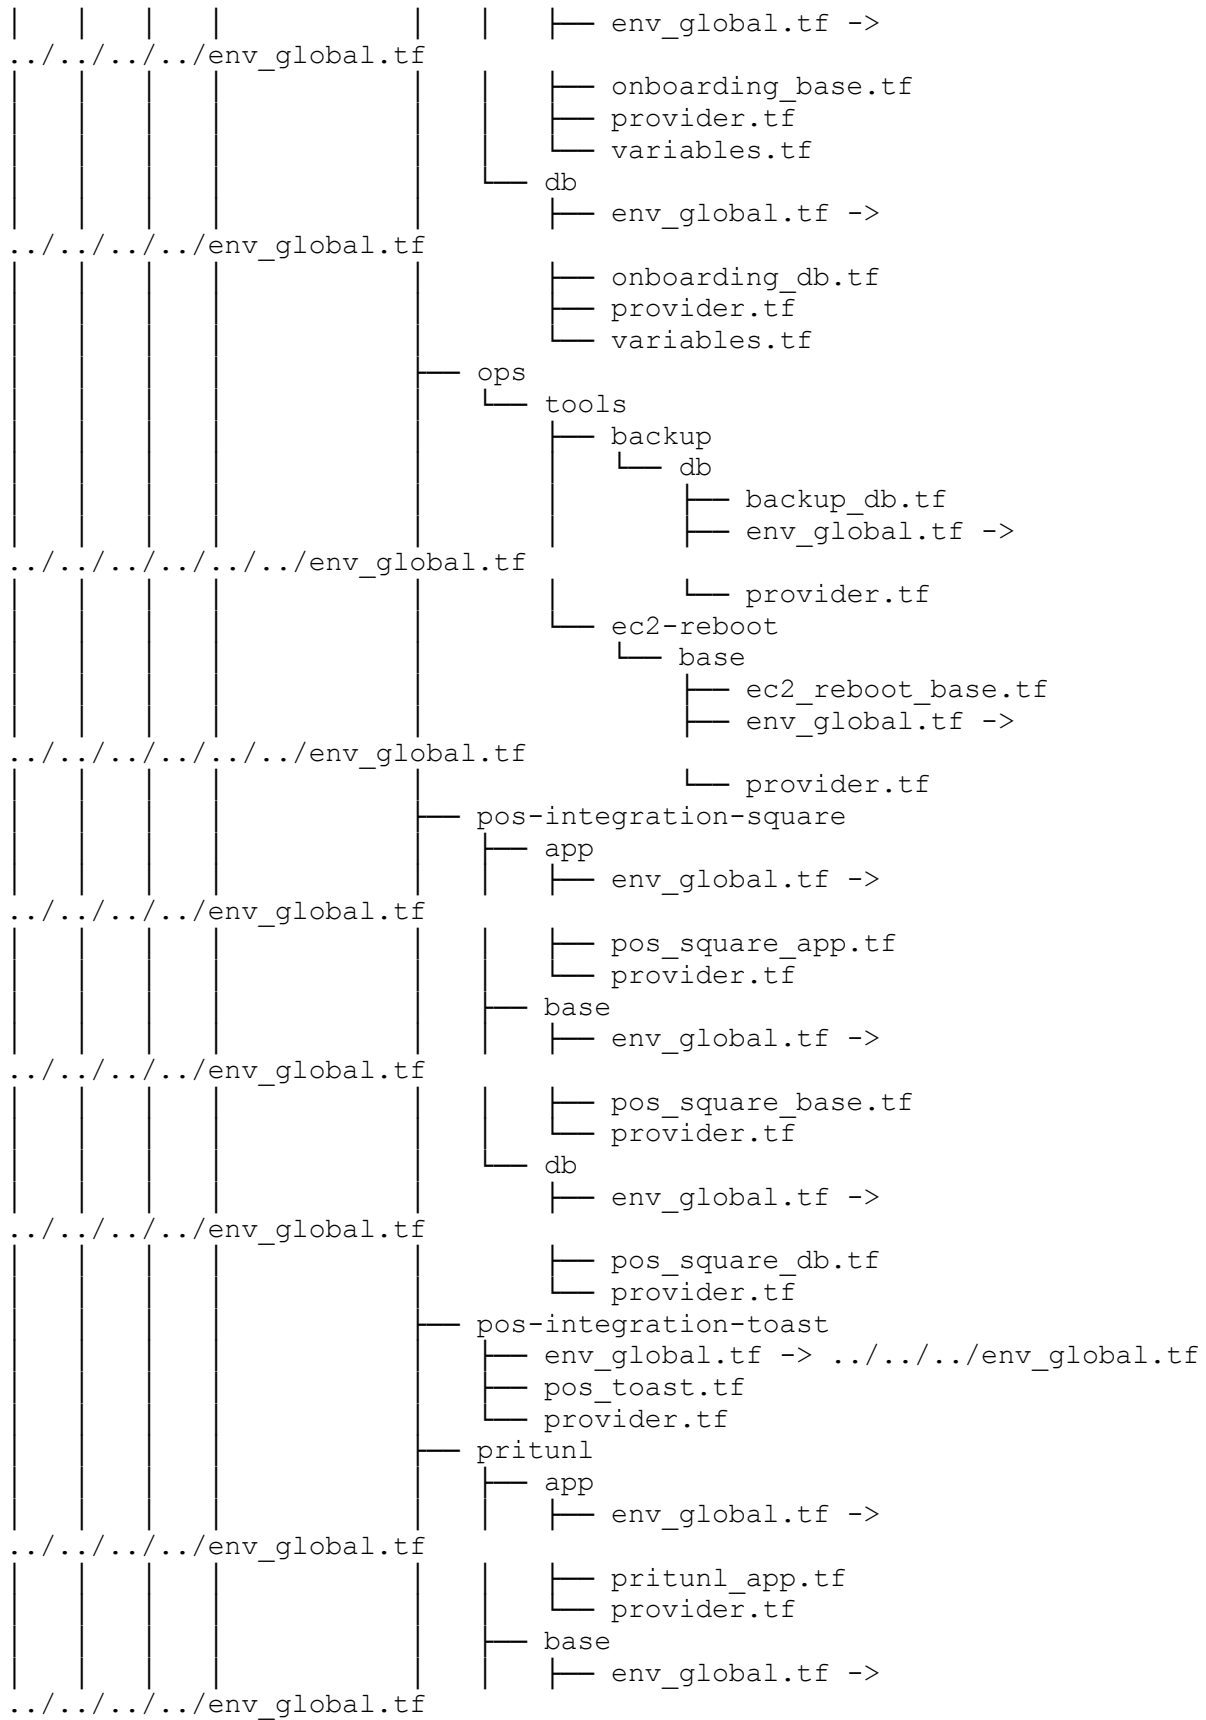 │   │   │   │           │   │   ├── env_global.tf ->
../../../../env_global.tf
│   │   │   │           │   │   ├── onboarding_base.tf
│   │   │   │           │   │   ├── provider.tf
│   │   │   │           │   │   └── variables.tf
│   │   │   │           │   └── db
│   │   │   │           │       ├── env_global.tf ->
../../../../env_global.tf
│   │   │   │           │       ├── onboarding_db.tf
│   │   │   │           │       ├── provider.tf
│   │   │   │           │       └── variables.tf
│   │   │   │           ├── ops
│   │   │   │           │   └── tools
│   │   │   │           │       ├── backup
│   │   │   │           │       │   └── db
│   │   │   │           │       │       ├── backup_db.tf
│   │   │   │           │       │       ├── env_global.tf ->
../../../../../../env_global.tf
│   │   │   │           │       │       └── provider.tf
│   │   │   │           │       └── ec2-reboot
│   │   │   │           │           └── base
│   │   │   │           │               ├── ec2_reboot_base.tf
│   │   │   │           │               ├── env_global.tf ->
../../../../../../env_global.tf
│   │   │   │           │               └── provider.tf
│   │   │   │           ├── pos-integration-square
│   │   │   │           │   ├── app
│   │   │   │           │   │   ├── env_global.tf ->
../../../../env_global.tf
│   │   │   │           │   │   ├── pos_square_app.tf
│   │   │   │           │   │   └── provider.tf
│   │   │   │           │   ├── base
│   │   │   │           │   │   ├── env_global.tf ->
../../../../env_global.tf
│   │   │   │           │   │   ├── pos_square_base.tf
│   │   │   │           │   │   └── provider.tf
│   │   │   │           │   └── db
│   │   │   │           │       ├── env_global.tf ->
../../../../env_global.tf
│   │   │   │           │       ├── pos_square_db.tf
│   │   │   │           │       └── provider.tf
│   │   │   │           ├── pos-integration-toast
│   │   │   │           │   ├── env_global.tf -> ../../../env_global.tf
│   │   │   │           │   ├── pos_toast.tf
│   │   │   │           │   └── provider.tf
│   │   │   │           ├── pritunl
│   │   │   │           │   ├── app
│   │   │   │           │   │   ├── env_global.tf ->
../../../../env_global.tf
│   │   │   │           │   │   ├── pritunl_app.tf
│   │   │   │           │   │   └── provider.tf
│   │   │   │           │   ├── base
│   │   │   │           │   │   ├── env_global.tf ->
../../../../env_global.tf